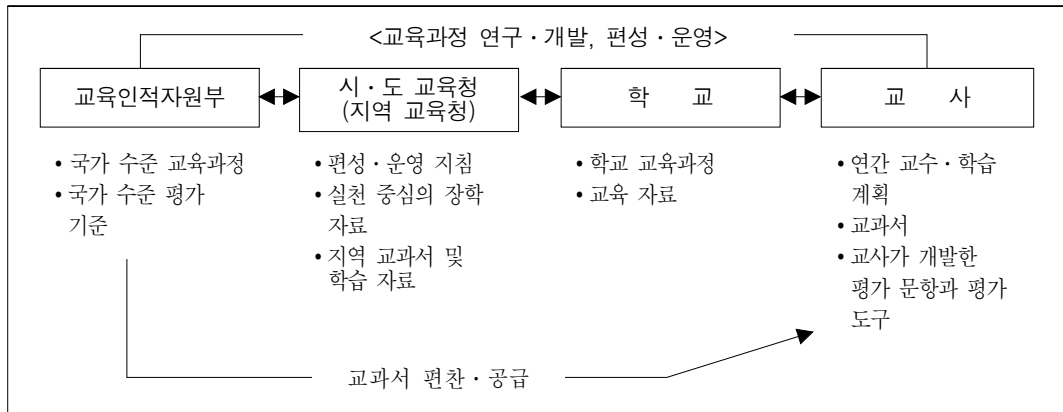 <교육과정 연구·개발, 편성·운영>
교육인적자원부
시·도 교육청
(지역 교육청)
학 교
교 사
• 국가 수준 교육과정
• 국가 수준 평가
기준
• 편성·운영 지침
• 실천 중심의 장학
자료
• 지역 교과서 및
학습 자료
• 학교 교육과정
• 교육 자료
• 연간 교수·학습
계획
• 교과서
• 교사가 개발한
평가 문항과 평가
도구
교과서 편찬·공급